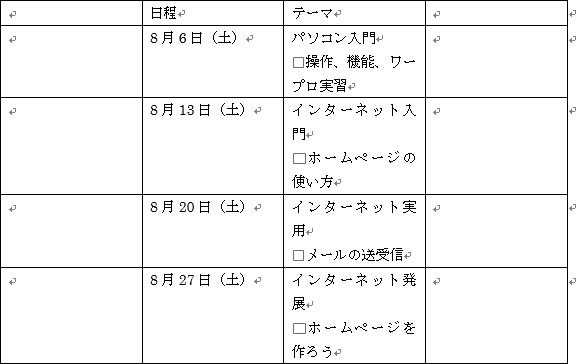 日程
テーマ
8月6日（土）
パソコン入門
□操作、機能、ワー
プロ実習
8月13日（土）
インターネット入
門
□ホームページの
使い方
8月20日（土）
インターネット実
用
□メールの送受信
8月27日（土）
インターネット発
展
□ホームページを
作ろう